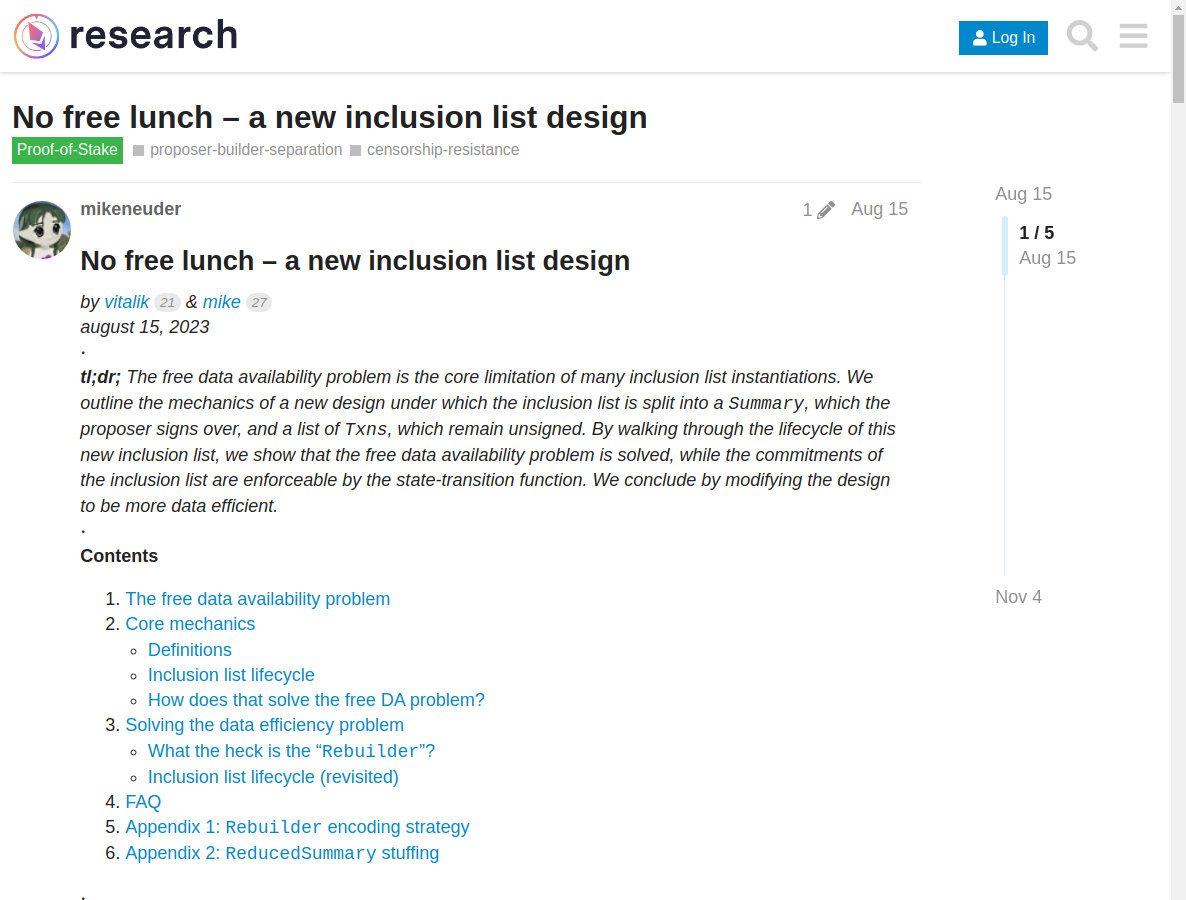 research
Log In
No free lunch – a new inclusion list design
Proof-of-Stake proposer-builder-separation censorship-resistance
mikeneuder 1 Aug 15
Aug 15
1 / 5
Aug 15
Nov 4
No free lunch – a new inclusion list design
by vitalik 21 & mike 27
august 15, 2023
·
tl;dr; The free data availability problem is the core limitation of many inclusion list instantiations. We
outline the mechanics of a new design under which the inclusion list is split into a Summary, which the
proposer signs over, and a list of Txns, which remain unsigned. By walking through the lifecycle of this
new inclusion list, we show that the free data availability problem is solved, while the commitments of
the inclusion list are enforceable by the state-transition function. We conclude by modifying the design
to be more data efficient.
·
Contents
1. The free data availability problem
2. Core mechanics
◦ Definitions
◦ Inclusion list lifecycle
◦ How does that solve the free DA problem?
3. Solving the data efficiency problem
◦ What the heck is the “Rebuilder”?
◦ Inclusion list lifecycle (revisited)
4. FAQ
5. Appendix 1: Rebuilder encoding strategy
6. Appendix 2: ReducedSummary stuffing
·